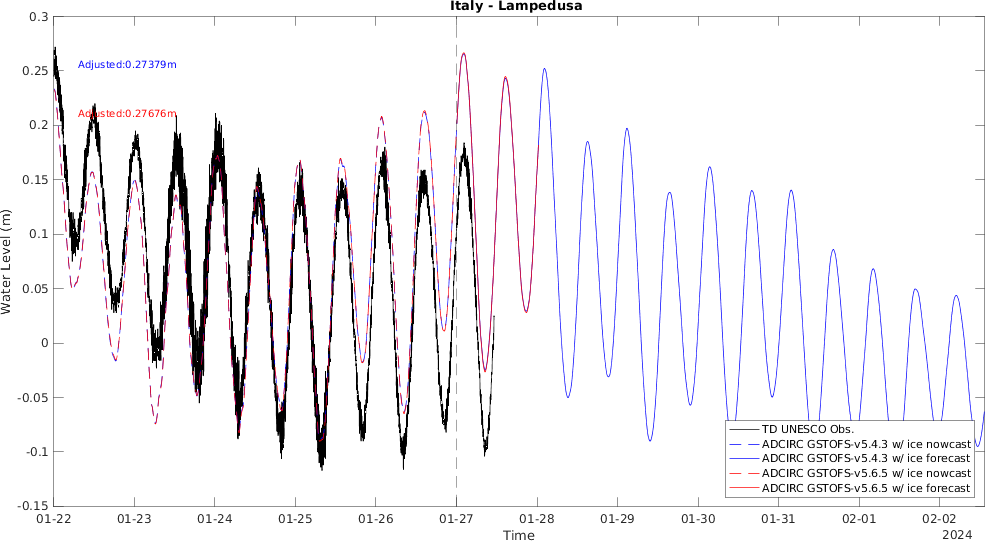 Italy - Lampedusa
Adjusted:0.27379m
Adjusted:0.27676m
Water Level (m)
0.3
0.25
0.2
0.15
0.1
0.05
0
-0.05
-0.1
-0.15
TD UNESCO Obs.
ADCIRC GSTOFS-v5.4.3 w/ ice nowcast
ADCIRC GSTOFS-v5.4.3 w/ ice forecast
ADCIRC GSTOFS-v5.6.5 w/ ice nowcast
ADCIRC GSTOFS-v5.6.5 w/ ice forecast
01-22 01-23 01-24 01-25 01-26 01-27 01-28 01-29 01-30 01-31 02-01 02-02
Time
2024